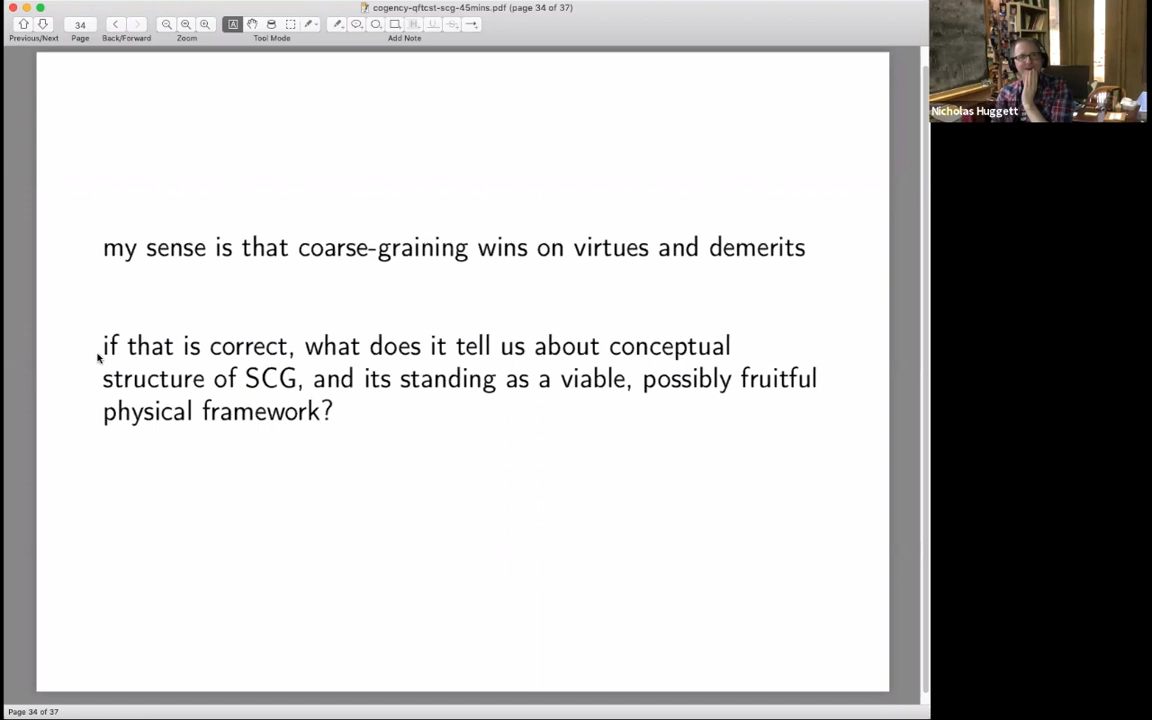 cogency-qftcst-scg-45mins.pdf (page 34 of 37)
34
Previous/Next Page Back/Forward Zoom Tool Mode Add Note
Nicholas Huggett
my sense is that coarse-graining wins on virtues and demerits
if that is correct, what does it tell us about conceptual
structure of SCG, and its standing as a viable, possibly fruitful
physical framework?
Page 34 of 37